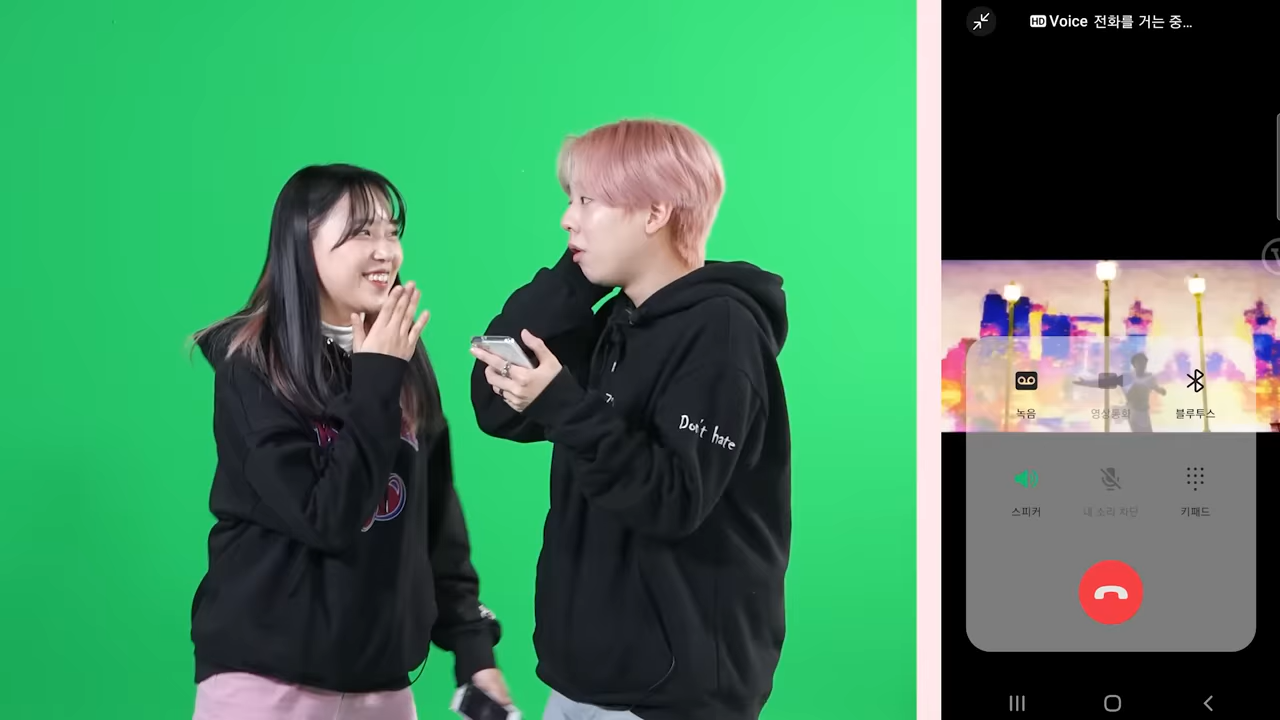 HD Voice 전화를 거는 중...
녹음
영상통화
블루투스
스피커
내 소리 차단
키패드
Don't hate